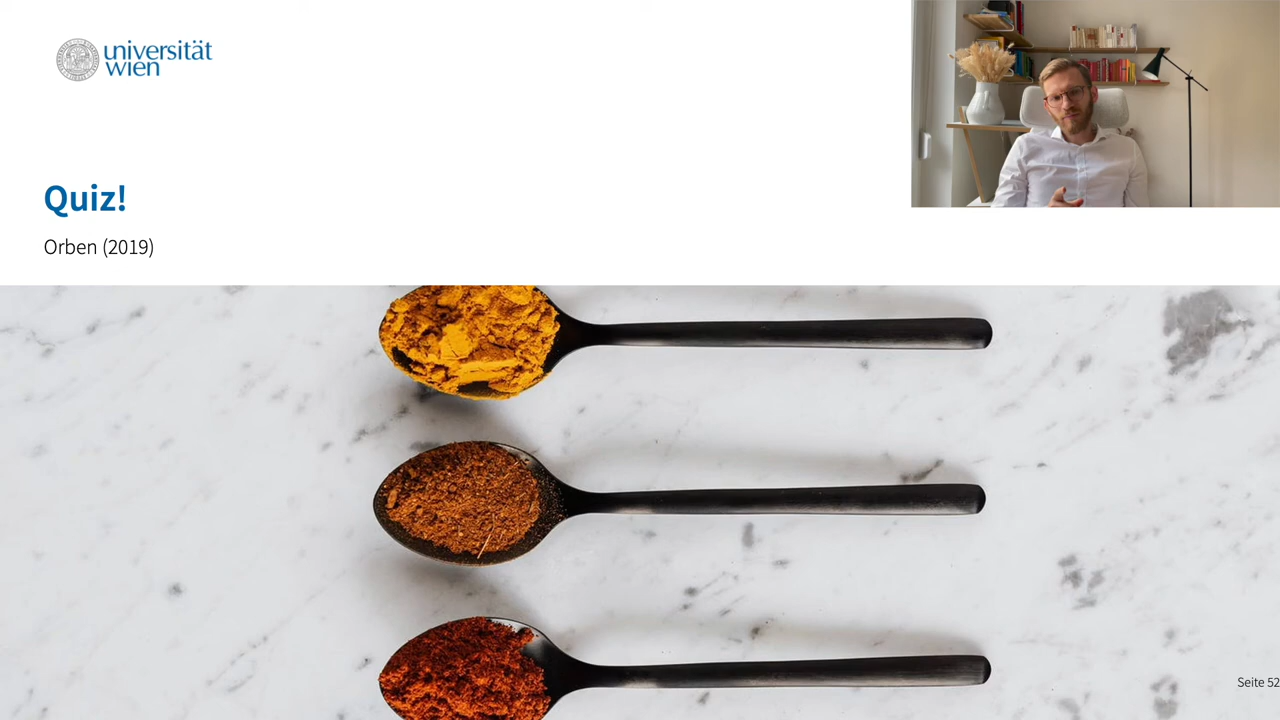 universität
wien
Quiz!
Orben (2019)
Seite 52